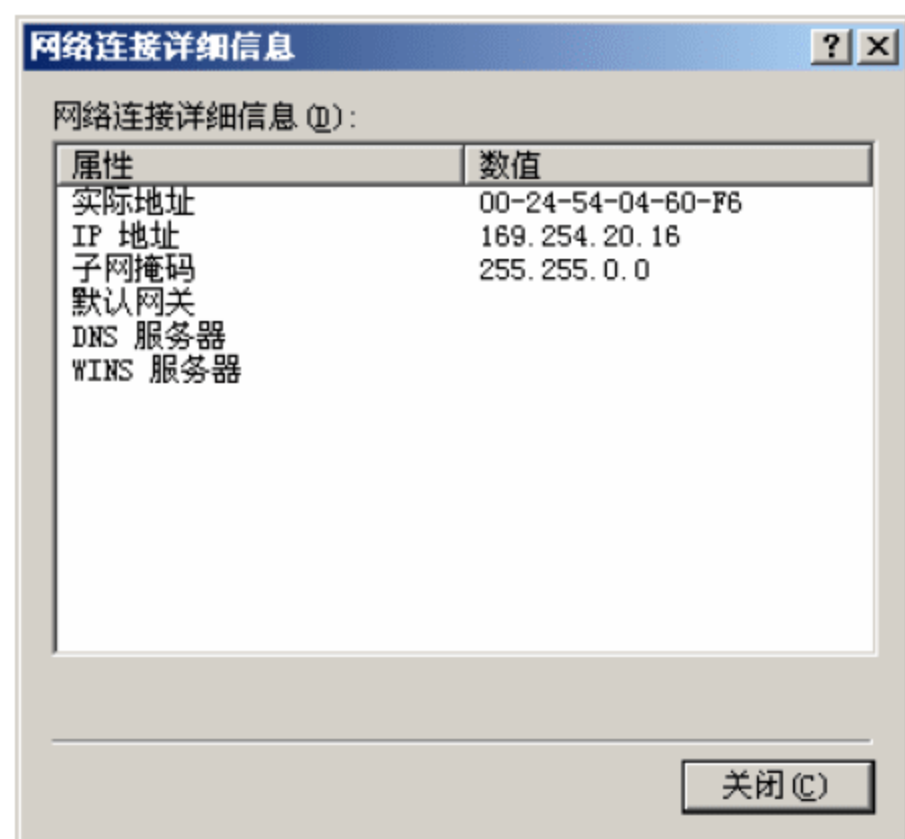 网络连接详细信息
网络连接详细信息(D):
属性 数值
实际地址 00-24-54-04-60-F6
IP 地址 169.254.20.16
子网掩码 255.255.0.0
默认网关
DNS 服务器
WINS 服务器
关闭(C)